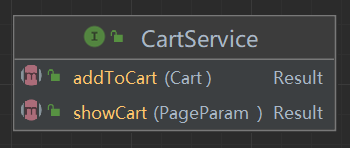 CartService
addToCart (Cart) Result
showCart (PageParam ) Result